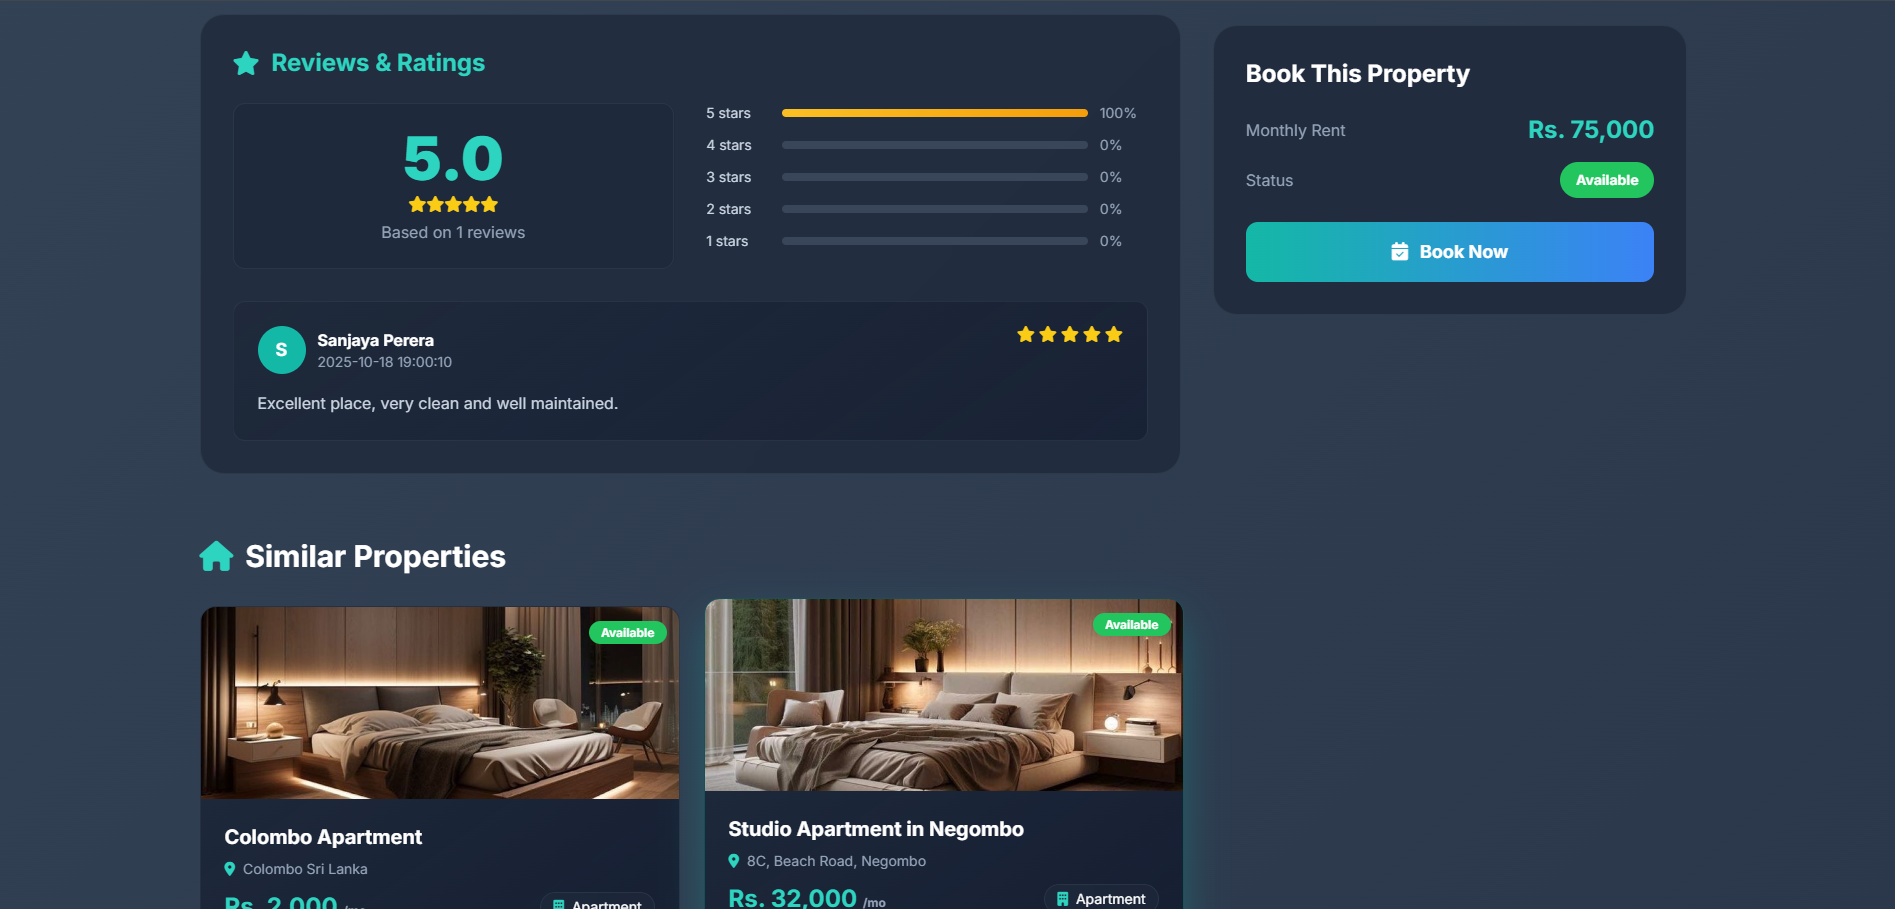 Reviews & Ratings
5.0
Based on 1 reviews
5 stars 100%
4 stars 0%
3 stars 0%
2 stars 0%
1 stars 0%
S
Sanjaya Perera
2025-10-18 19:00:10
Excellent place, very clean and well maintained.
Book This Property
Monthly Rent Rs. 75,000
Status Available
Book Now
Similar Properties
Available
Colombo Apartment
Colombo Sri Lanka
Rs. 2,000 /mo Apartment
Available
Studio Apartment in Negombo
8C, Beach Road, Negombo
Rs. 32,000 /mo Apartment